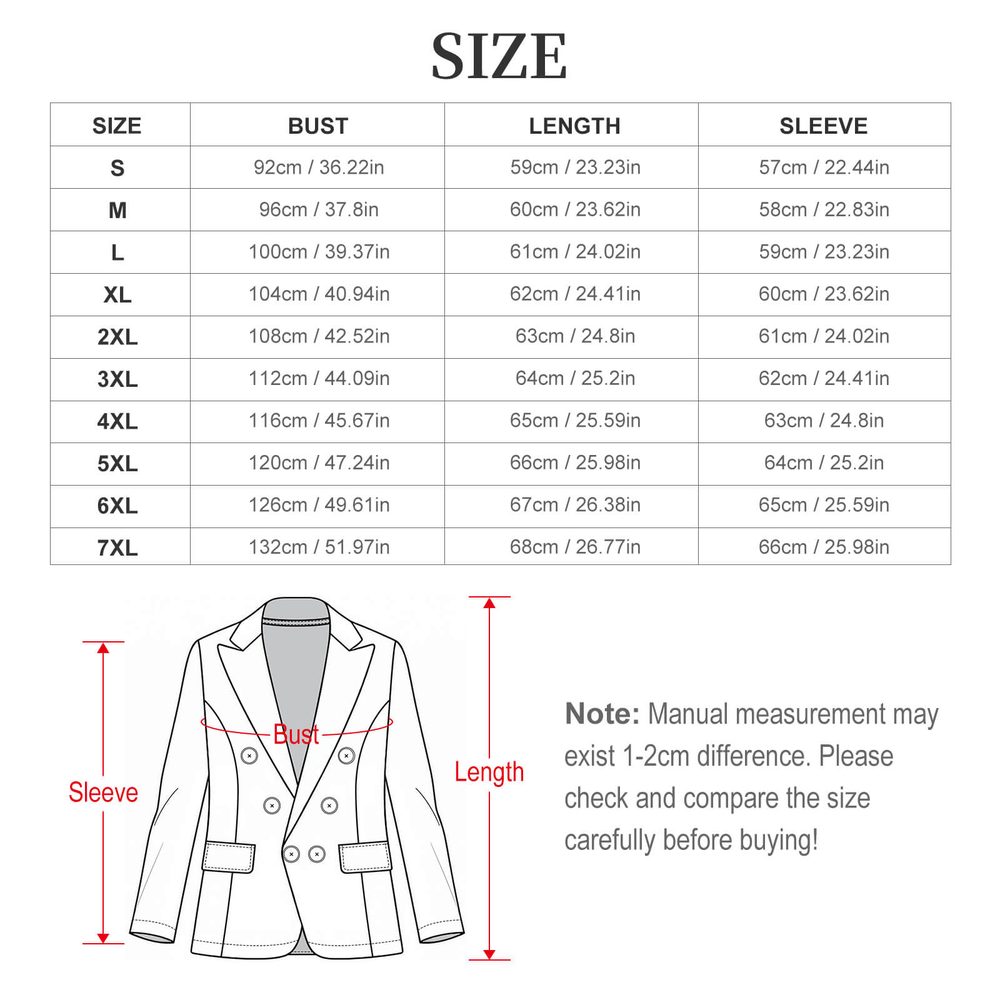 SIZE
SIZE BUST LENGTH SLEEVE
S 92cm / 36.22in 59cm / 23.23in 57cm / 22.44in
M 96cm / 37.8in 60cm / 23.62in 58cm / 22.83in
L 100cm / 39.37in 61cm / 24.02in 59cm / 23.23in
XL 104cm / 40.94in 62cm / 24.41in 60cm / 23.62in
2XL 108cm / 42.52in 63cm / 24.8in 61cm / 24.02in
3XL 112cm / 44.09in 64cm / 25.2in 62cm / 24.41in
4XL 116cm / 45.67in 65cm / 25.59in 63cm / 24.8in
5XL 120cm / 47.24in 66cm / 25.98in 64cm / 25.2in
6XL 126cm / 49.61in 67cm / 26.38in 65cm / 25.59in
7XL 132cm / 51.97in 68cm / 26.77in 66cm / 25.98in
Bust
Length
Sleeve
Note: Manual measurement may
exist 1-2cm difference. Please
check and compare the size
carefully before buying!